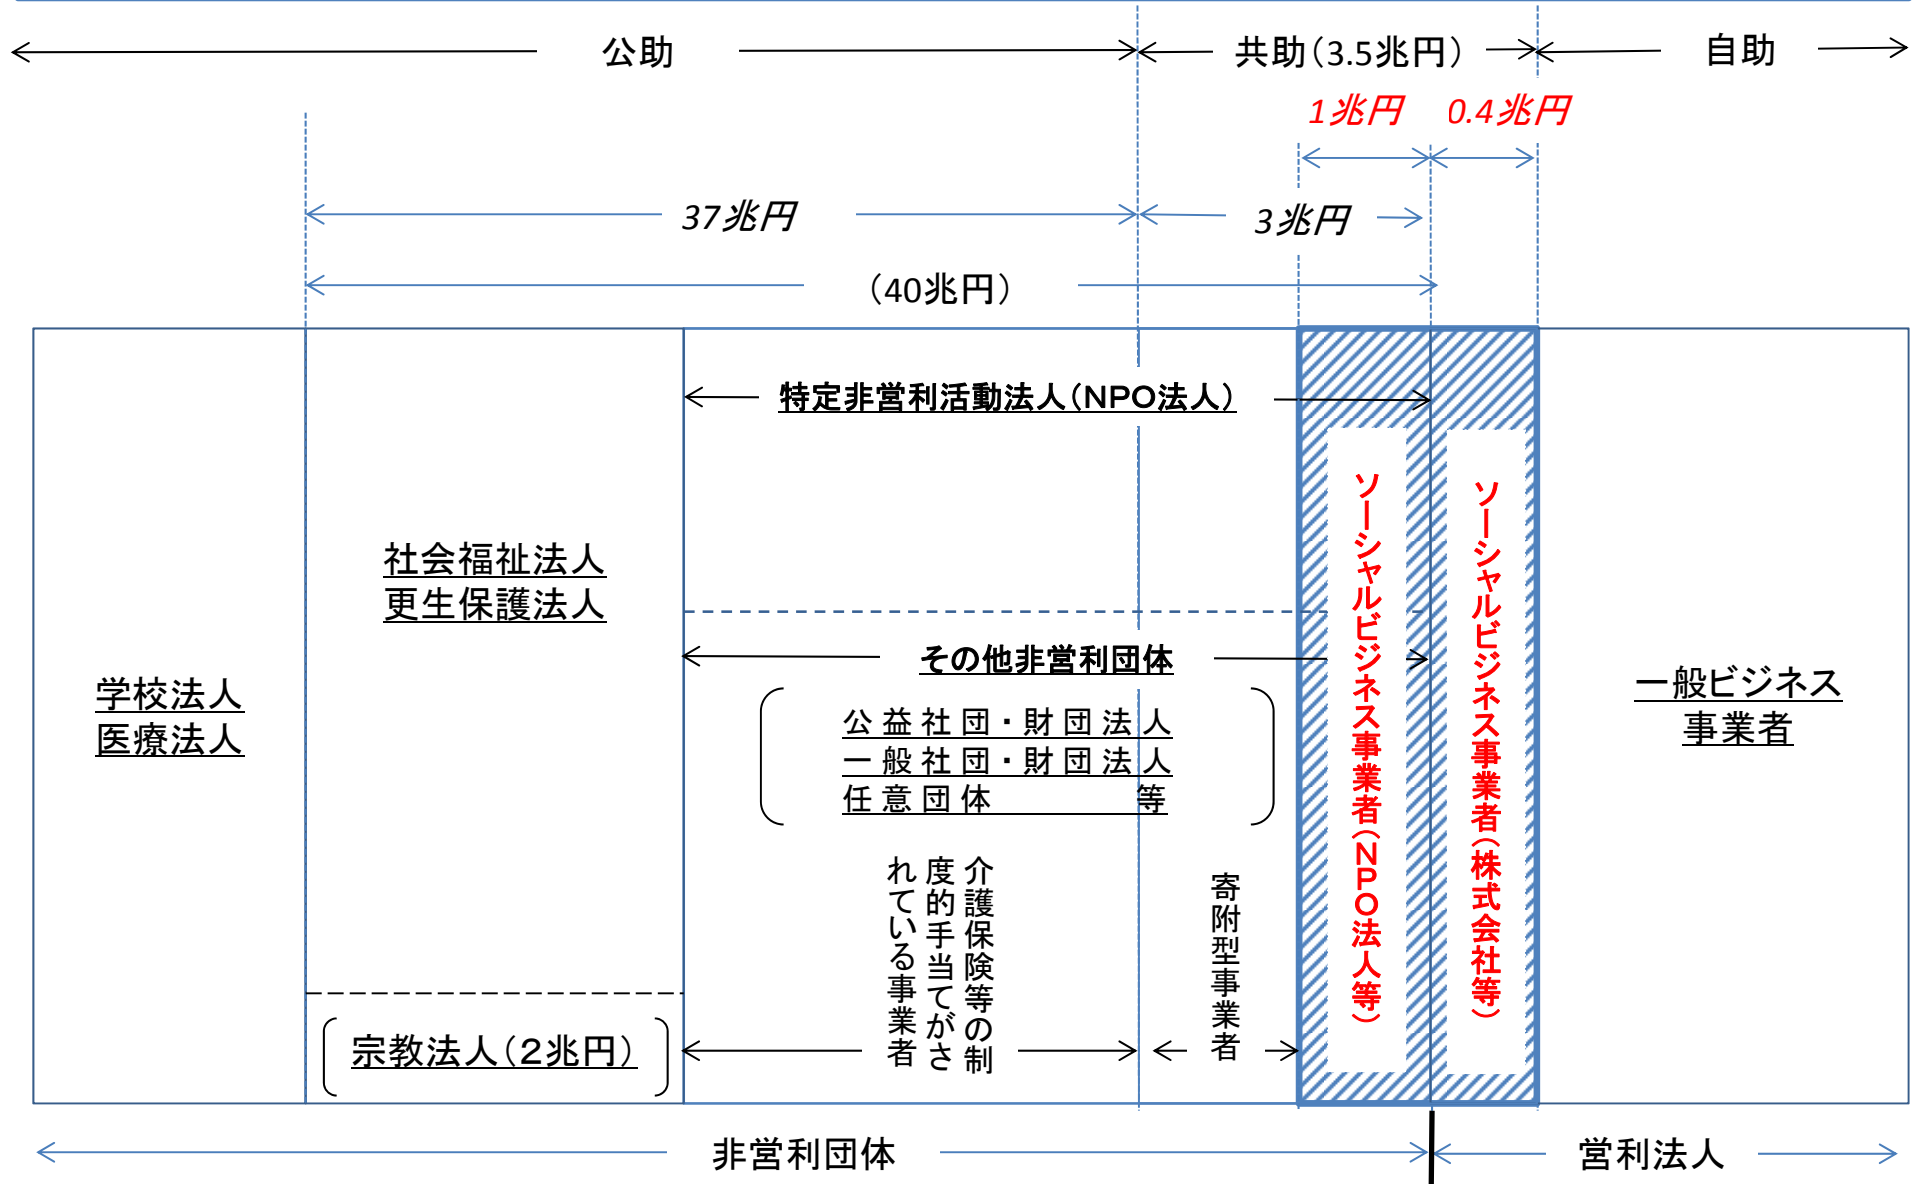 公助
共助（3.5兆円）
自助
1兆円
0.4兆円
37兆円
3兆円
（40兆円）
特定非営利活動法人（NPO法人）
社会福祉法人
更生保護法人
学校法人
医療法人
その他非営利団体
公益社団・財団法人
一般社団・財団法人
任意団体 等
ソーシャルビジネス事業者（NPO法人等）
ソーシャルビジネス事業者（株式会社等）
一般ビジネス
事業者
介護保険等の制
度的手当てがさ
れている事業者
寄附型事業者
宗教法人（2兆円）
非営利団体
営利法人